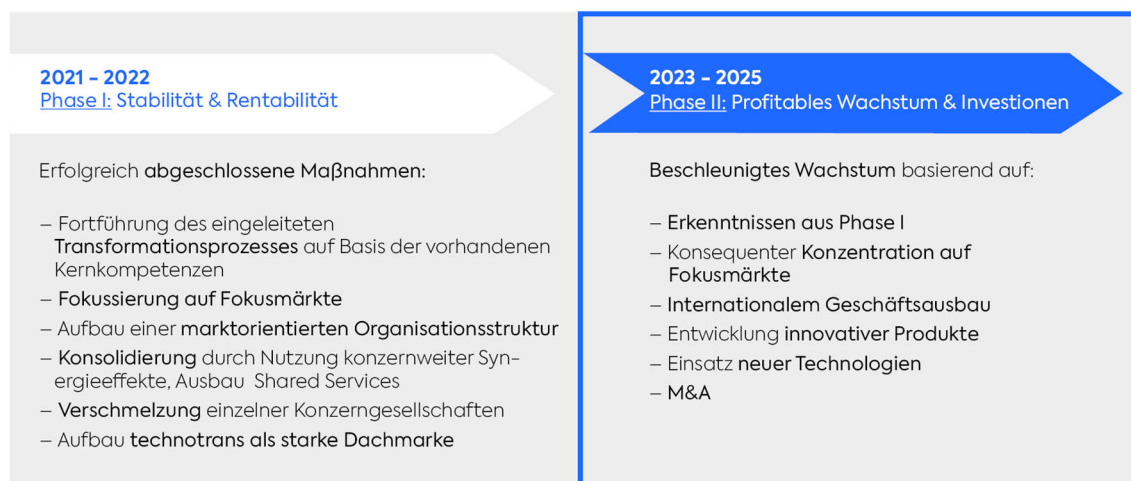 2021 - 2022
Phase I: Stabilität & Rentabilität
Erfolgreich abgeschlossene Maßnahmen:
– Fortführung des eingeleiteten
Transformationsprozesses auf Basis der vorhandenen
Kernkompetenzen
– Fokussierung auf Fokusmärkte
– Aufbau einer marktorientierten Organisationsstruktur
– Konsolidierung durch Nutzung konzernweiter Syn-
ergieeffekte, Ausbau Shared Services
– Verschmelzung einzelner Konzerngesellschaften
– Aufbau technotrans als starke Dachmarke
2023 - 2025
Phase II: Profitables Wachstum & Investionen
Beschleunigtes Wachstum basierend auf:
– Erkenntnissen aus Phase I
– Konsequenter Konzentration auf
Fokusmärkte
– Internationalem Geschäftsausbau
– Entwicklung innovativer Produkte
– Einsatz neuer Technologien
– M&A